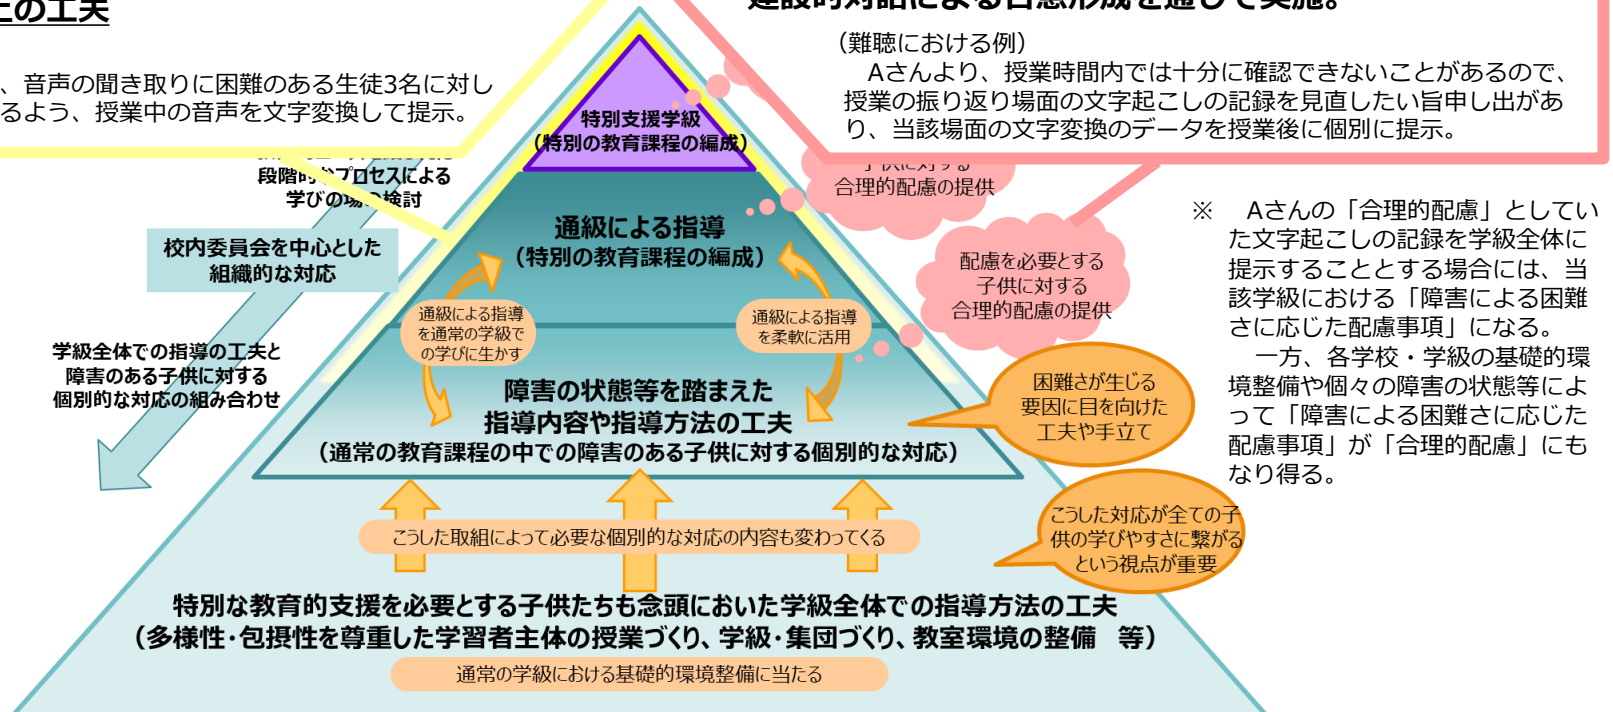 上の工夫
、音声の聞き取りに困難のある生徒3名に対し
るよう、授業中の音声を文字変換して提示。
建設的対話による合意形成を通じて実施。
（難聴における例）
Aさんより、授業時間内では十分に確認できないことがあるので、
授業の振り返り場面の文字起こしの記録を見直したい旨申し出があ
り、当該場面の文字変換のデータを授業後に個別に提示。
特別支援学級
（特別の教育課程の編成）
段階的なプロセスによる
学びの場の検討
子供に対する
合理的配慮の提供
校内委員会を中心とした
組織的な対応
通級による指導
（特別の教育課程の編成）
配慮を必要とする
子供に対する
合理的配慮の提供
通級による指導
を通常の学級で
の学びに生かす
通級による指導
を柔軟に活用
学級全体での指導の工夫と
障害のある子供に対する
個別的な対応の組み合わせ
障害の状態等を踏まえた
指導内容や指導方法の工夫
（通常の教育課程の中での障害のある子供に対する個別的な対応）
困難さが生じる
要因に目を向けた
工夫や手立て
※　Aさんの「合理的配慮」としてい
た文字起こしの記録を学級全体に
提示することとする場合には、当
該学級における「障害による困難
さに応じた配慮事項」になる。
一方、各学校・学級の基礎的環
境整備や個々の障害の状態等によ
って「障害による困難さに応じた
配慮事項」が「合理的配慮」にも
なり得る。
こうした対応が全ての子
供の学びやすさに繋がる
という視点が重要
こうした取組によって必要な個別的な対応の内容も変わってくる
特別な教育的支援を必要とする子供たちも念頭においた学級全体での指導方法の工夫
（多様性・包摂性を尊重した学習者主体の授業づくり、学級・集団づくり、教室環境の整備　等）
通常の学級における基礎的環境整備に当たる